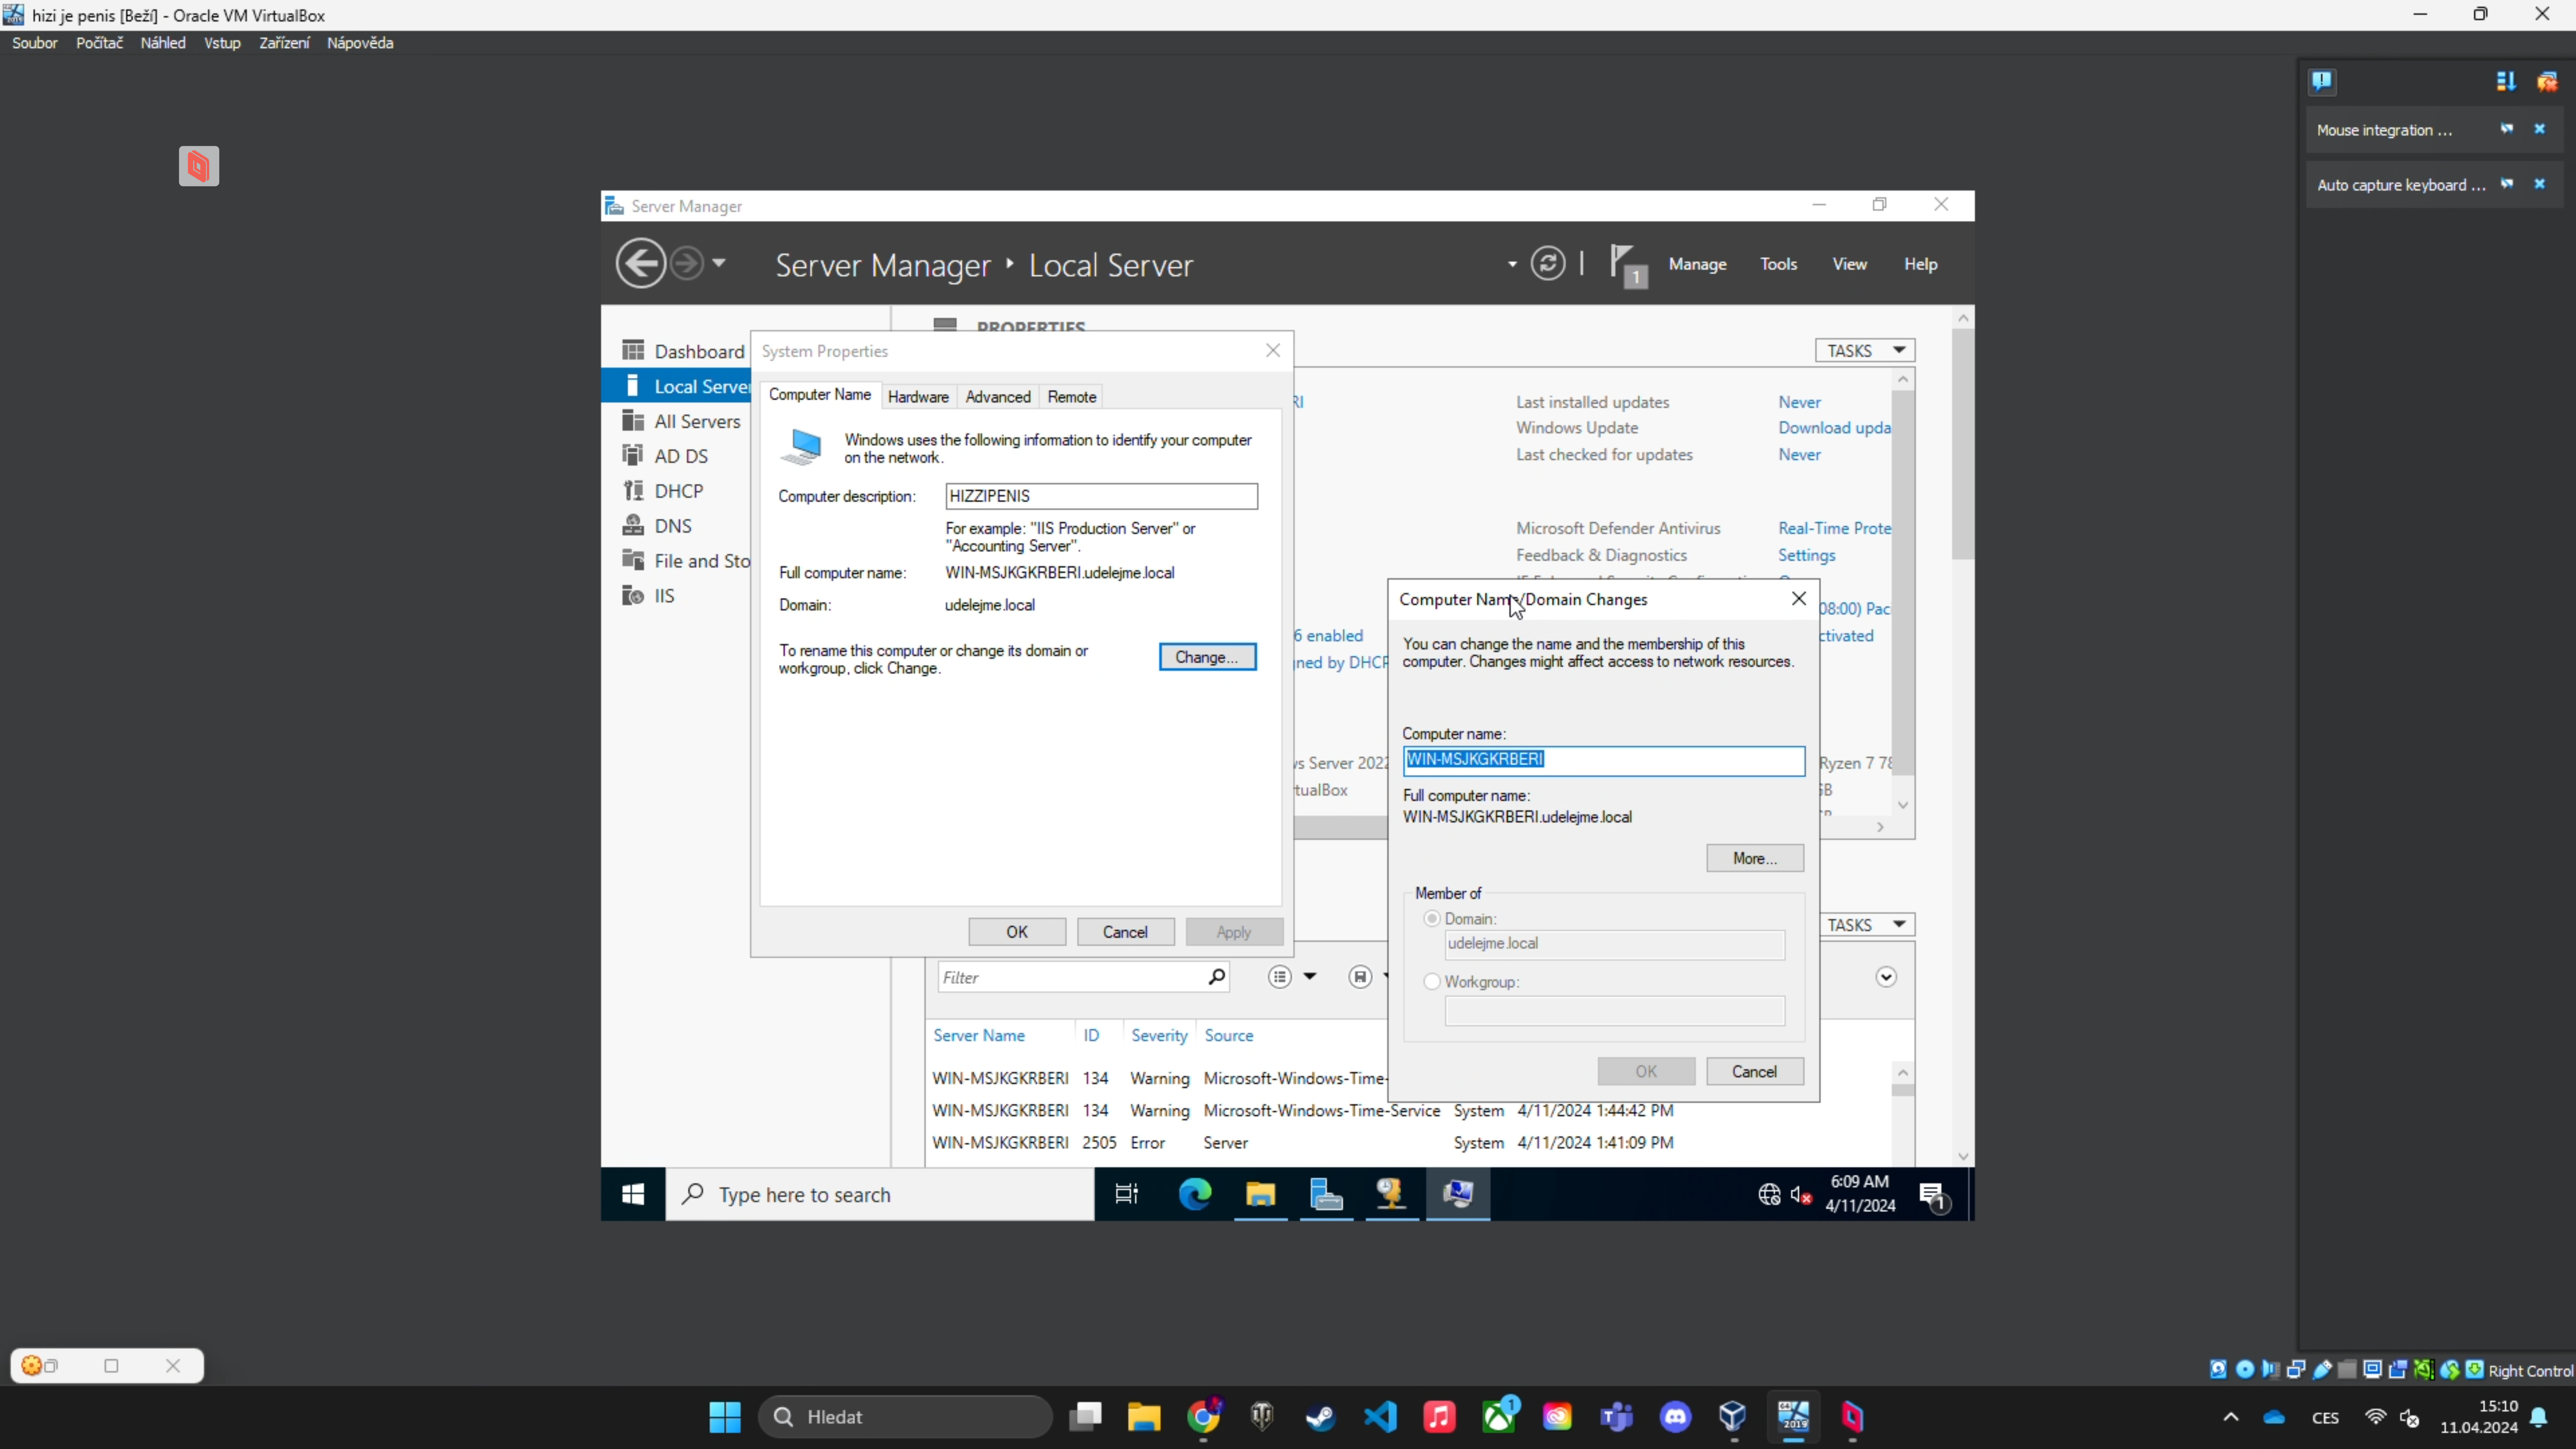 hizi je penis [Beží] - Oracle VM VirtualBox
Soubor Počítač Náhled Vstup Zařízení Nápověda
Mouse integration ...
Auto capture keyboard ...
Server Manager
Server Manager Local Server
1 Manage Tools View Help
PROPERTIES
TASKS
Dashboard
Local Server
All Servers
AD DS
DHCP
DNS
File and Sto
IIS
System Properties
Computer Name Hardware Advanced Remote
Windows uses the following information to identify your computer
on the network.
Computer description: HIZZIPENIS
For example: "IIS Production Server" or
"Accounting Server".
Full computer name: WIN-MSJKGKRBERI.udelejme.local
Domain: udelejme.local
To rename this computer or change its domain or
workgroup, click Change.
Change...
OK Cancel Apply
RI
Last installed updates Never
Windows Update Download upda
Last checked for updates Never
Microsoft Defender Antivirus Real-Time Prote
Feedback & Diagnostics Settings
08:00) Pac
6 enabled ctivated
ned by DHCP
vs Server 2022 Ryzen 7 78
tualBox GB
Computer Name/Domain Changes
You can change the name and the membership of this
computer. Changes might affect access to network resources.
Computer name:
WIN-MSJKGKRBERI
Full computer name:
WIN-MSJKGKRBERI.udelejme.local
More...
Member of
Domain:
udelejme.local
Workgroup:
OK Cancel
TASKS
Filter
Server Name ID Severity Source
WIN-MSJKGKRBERI 134 Warning Microsoft-Windows-Time-
WIN-MSJKGKRBERI 134 Warning Microsoft-Windows-Time-Service System 4/11/2024 1:44:42 PM
WIN-MSJKGKRBERI 2505 Error Server System 4/11/2024 1:41:09 PM
Type here to search
6:09 AM
4/11/2024
1
Right Control
Hledat
1
64
2019
CES
15:10
11.04.2024